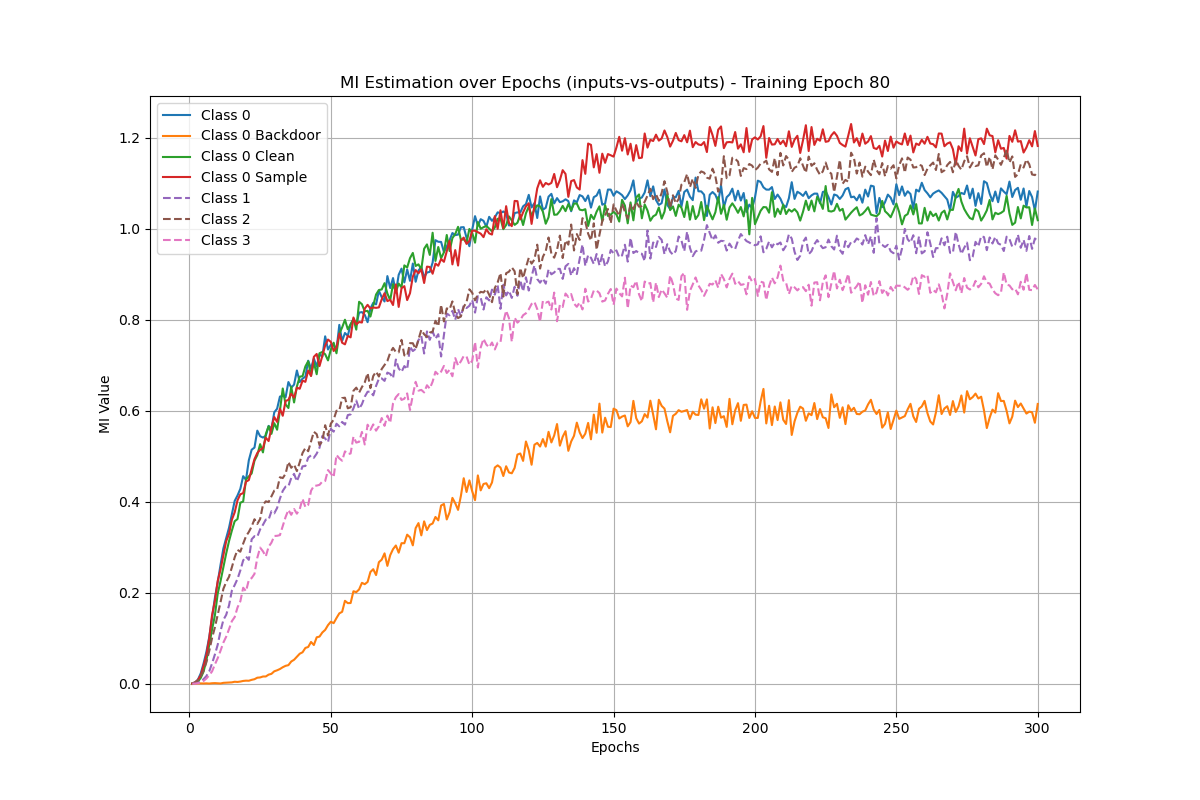 MI Estimation over Epochs (inputs-vs-outputs) - Training Epoch 80
Class 0
Class 0 Backdoor
Class 0 Clean
Class 0 Sample
Class 1
Class 2
Class 3
MI Value
1.2
1.0
0.8
0.6
0.4
0.2
0.0
0 50 100 150 200 250 300
Epochs